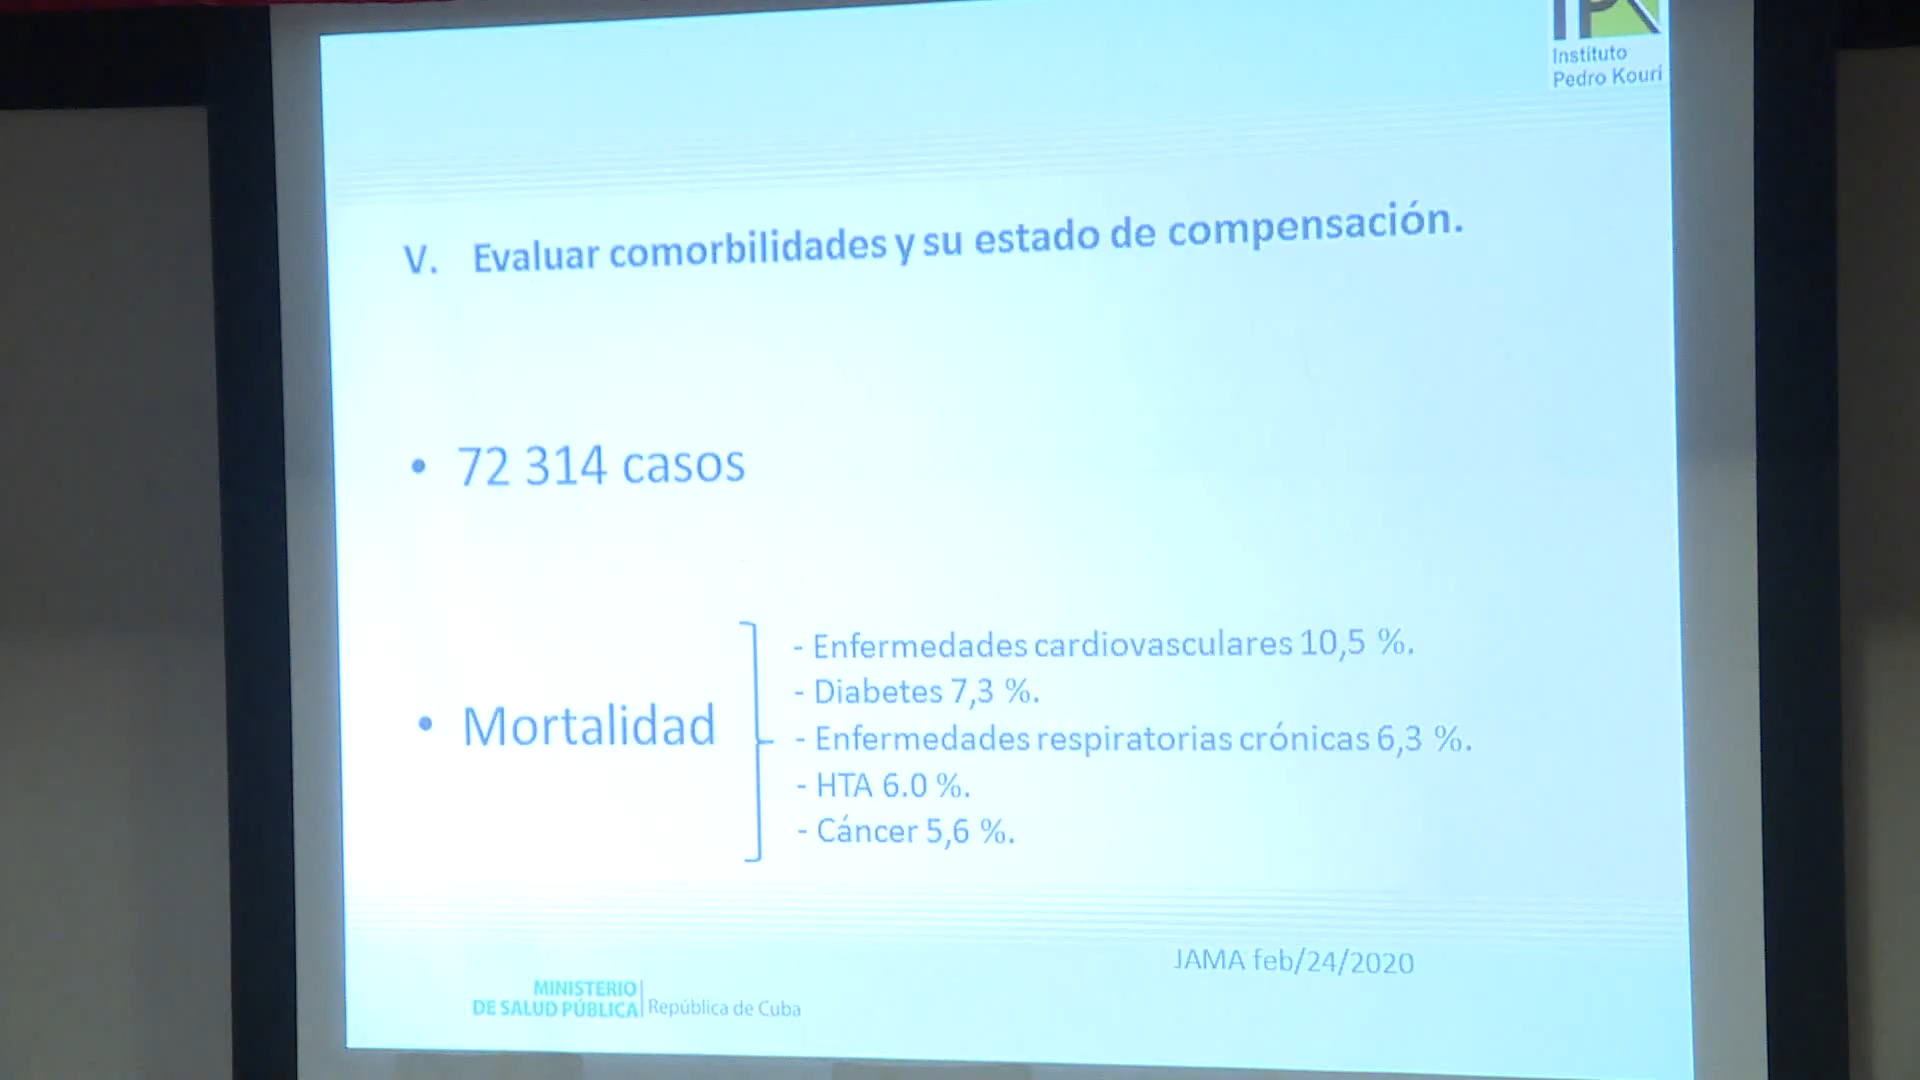 Instituto
Pedro Kourí
V. Evaluar comorbilidades y su estado de compensación.
• 72 314 casos
• Mortalidad
- Enfermedades cardiovasculares 10,5 %.
- Diabetes 7,3 %.
- Enfermedades respiratorias crónicas 6,3 %.
- HTA 6.0 %.
- Cáncer 5,6 %.
JAMA feb/24/2020
MINISTERIO
DE SALUD PÚBLICA República de Cuba